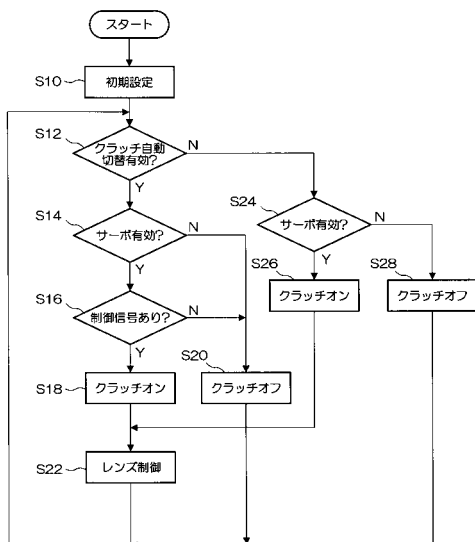 スタート
S10
初期設定
S12
クラッチ自動
切替有効?
N
Y
S14
サーボ有効?
N
Y
S24
サーボ有効?
N
Y
S16
制御信号あり?
N
Y
S26
クラッチオン
S28
クラッチオフ
S18
クラッチオン
S20
クラッチオフ
S22
レンズ制御